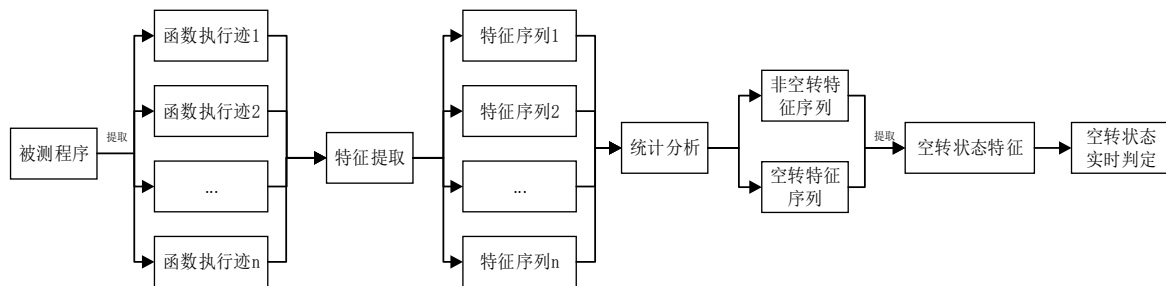 被测程序
提取
函数执行迹1
函数执行迹2
...
函数执行迹n
特征提取
特征序列1
特征序列2
...
特征序列n
统计分析
非空转特
征序列
空转特征
序列
提取
空转状态特征
空转状态
实时判定